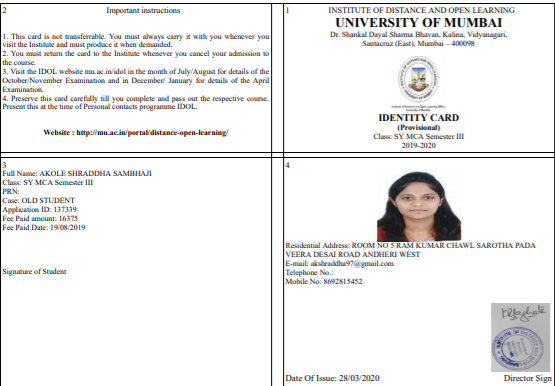 2
Important instructions
1. This card is not transferrable. You must always carry it with you whenever you
visit the Institute and must produce it when demanded.
2. You must return the card to the Institute whenever you cancel your admission to
the course.
3. Visit the IDOL website mu.ac.in/idol in the month of July/August for details of the
October/November Examination and in December/ January for details of the April
Examination.
4. Preserve this card carefully till you complete and pass out the respective course.
Present this at the time of Personal contacts programme IDOL.
Website : http://mu.ac.in/portal/distance-open-learning/
1
INSTITUTE OF DISTANCE AND OPEN LEARNING
UNIVERSITY OF MUMBAI
Dr. Shankal Dayal Sharma Bhavan, Kalina, Vidyanagari,
Santacruz (East), Mumbai – 400098
IDENTITY CARD
(Provisional)
Class: SY MCA Semester III
2019-2020
3
Full Name: AKOLE SHRADDHA SAMBHAJI
Class: SY MCA Semester III
PRN:
Case: OLD STUDENT
Application ID: 137339
Fee Paid amount: 16375
Fee Paid Date: 19/08/2019
Signature of Student
4
Residential Address: ROOM NO 5 RAM KUMAR CHAWL SAROTHA PADA
VEERA DESAI ROAD ANDHERI WEST
E-mail: akshraddha97@gmail.com
Telephone No.:
Mobile No: 8692815452
Date Of Issue: 28/03/2020
Director Sign